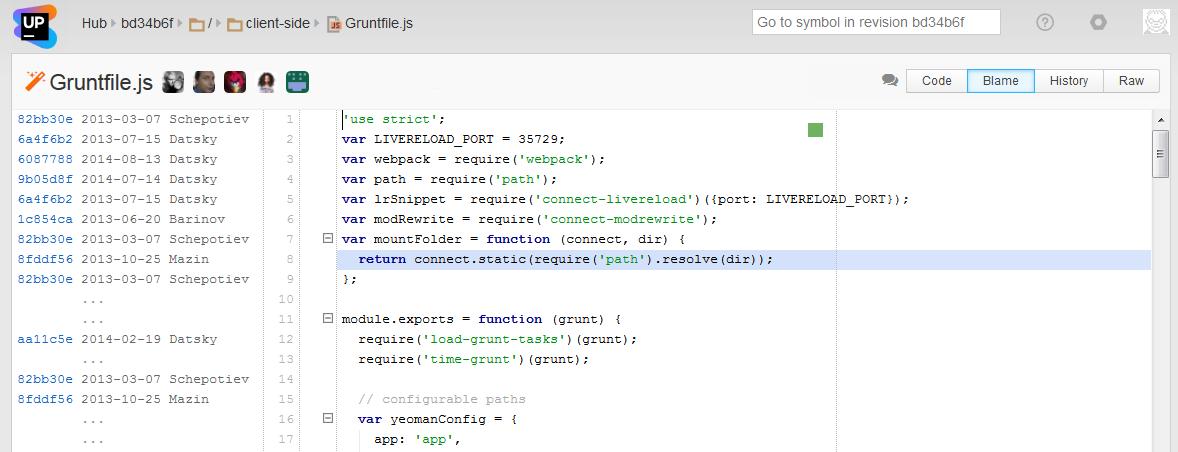 UP Hub bd34b6f / client-side Gruntfile.js Go to symbol in revision bd34b6f ?
Gruntfile.js Code Blame History Raw
82bb30e 2013-03-07 Schepotiev 1 'use strict';
6a4f6b2 2013-07-15 Datsky 2 var LIVERELOAD_PORT = 35729;
6087788 2014-08-13 Datsky 3 var webpack = require('webpack');
9b05d8f 2014-07-14 Datsky 4 var path = require('path');
6a4f6b2 2013-07-15 Datsky 5 var lrSnippet = require('connect-livereload')({port: LIVERELOAD_PORT});
1c854ca 2013-06-20 Barinov 6 var modRewrite = require('connect-modrewrite');
82bb30e 2013-03-07 Schepotiev 7 var mountFolder = function (connect, dir) {
8fddf56 2013-10-25 Mazin 8 return connect.static(require('path').resolve(dir));
82bb30e 2013-03-07 Schepotiev 9 };
... 10
... 11 module.exports = function (grunt) {
aa11c5e 2014-02-19 Datsky 12 require('load-grunt-tasks')(grunt);
... 13 require('time-grunt')(grunt);
82bb30e 2013-03-07 Schepotiev 14
8fddf56 2013-10-25 Mazin 15 // configurable paths
... 16 var yeomanConfig = {
... 17 app: 'app',